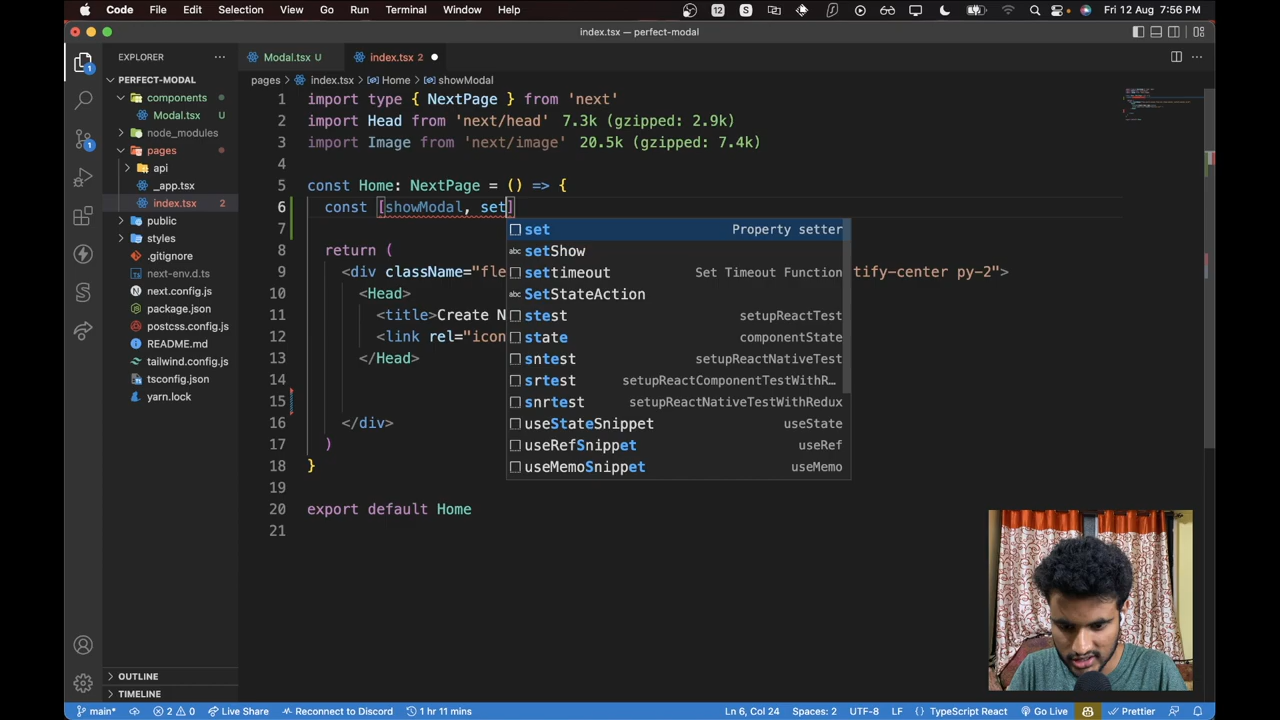 Code File Edit Selection View Go Run Terminal Window Help 12 S Fri 12 Aug 7:56 PM
index.tsx — perfect-modal
EXPLORER
Modal.tsx U
index.tsx 2
PERFECT-MODAL
pages > index.tsx > Home > showModal
components
Modal.tsx U
node_modules
pages
api
_app.tsx
index.tsx 2
public
styles
.gitignore
next-env.d.ts
next.config.js
package.json
postcss.config.js
README.md
tailwind.config.js
tsconfig.json
yarn.lock
OUTLINE
TIMELINE
1
1
1 import type { NextPage } from 'next'
2 import Head from 'next/head' 7.3k (gzipped: 2.9k)
3 import Image from 'next/image' 20.5k (gzipped: 7.4k)
4
5 const Home: NextPage = () => {
6 const [showModal, set]
7
8 return (
9 <div className="fle tify-center py-2">
10 <Head>
11 <title>Create N
12 <link rel="icon
13 </Head>
14
15
16 </div>
17 )
18 }
19
20 export default Home
21
set Property setter
abc setShow
settimeout Set Timeout Function
abc SetStateAction
stest setupReactTest
state componentState
sntest setupReactNativeTest
srtest setupReactComponentTestWithR…
snrtest setupReactNativeTestWithRedux
useStateSnippet useState
useRefSnippet useRef
useMemoSnippet useMemo
main* 2 0 Live Share Reconnect to Discord 1 hr 11 mins Ln 6, Col 24 Spaces: 2 UTF-8 LF {} TypeScript React Go Live Prettier